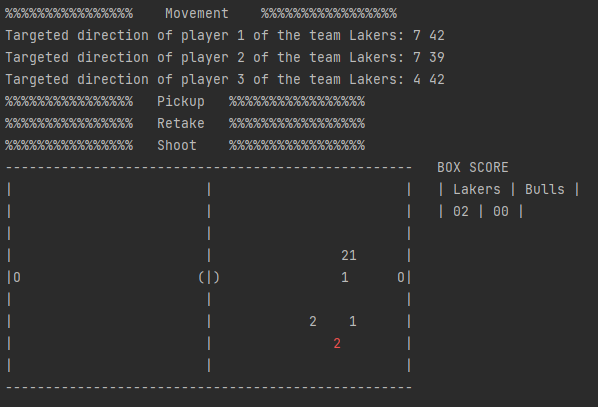 %%%%%%%%%%%%%%%%    Movement    %%%%%%%%%%%%%%%%%
Targeted direction of player 1 of the team Lakers: 7 42
Targeted direction of player 2 of the team Lakers: 7 39
Targeted direction of player 3 of the team Lakers: 4 42
%%%%%%%%%%%%%%%%   Pickup   %%%%%%%%%%%%%%%%%
%%%%%%%%%%%%%%%%   Retake   %%%%%%%%%%%%%%%%%
%%%%%%%%%%%%%%%%   Shoot    %%%%%%%%%%%%%%%%%
---------------------------------------------------   BOX SCORE
|                        |                        |   | Lakers | Bulls |
|                        |                        |   | 02 | 00 |
|                        |                        |
|                        |                21      |
|O                      (|)               1      O|
|                        |                        |
|                        |            2    1      |
|                        |               2        |
|                        |                        |
---------------------------------------------------